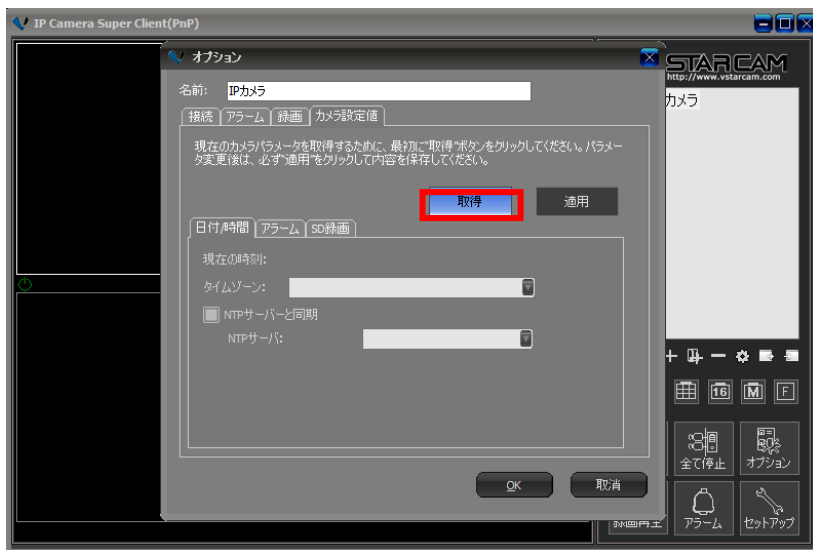 IP Camera Super Client(PnP)
オプション
STARCAM
http://www.vstarcam.com
名前: IPカメラ
カメラ
接続 アラーム 録画 カメラ設定値
現在のカメラパラメータを取得するために、最初に"取得"ボタンをクリックしてください。パラメー
タ変更後は、必ず"適用"をクリックして内容を保存してください。
取得 適用
日付/時間 アラーム SD録画
現在の時刻:
タイムゾーン:
NTPサーバーと同期
NTPサーバ:
16 M F
全て停止 オプション
OK 取消
録画再生 アラーム セットアップ